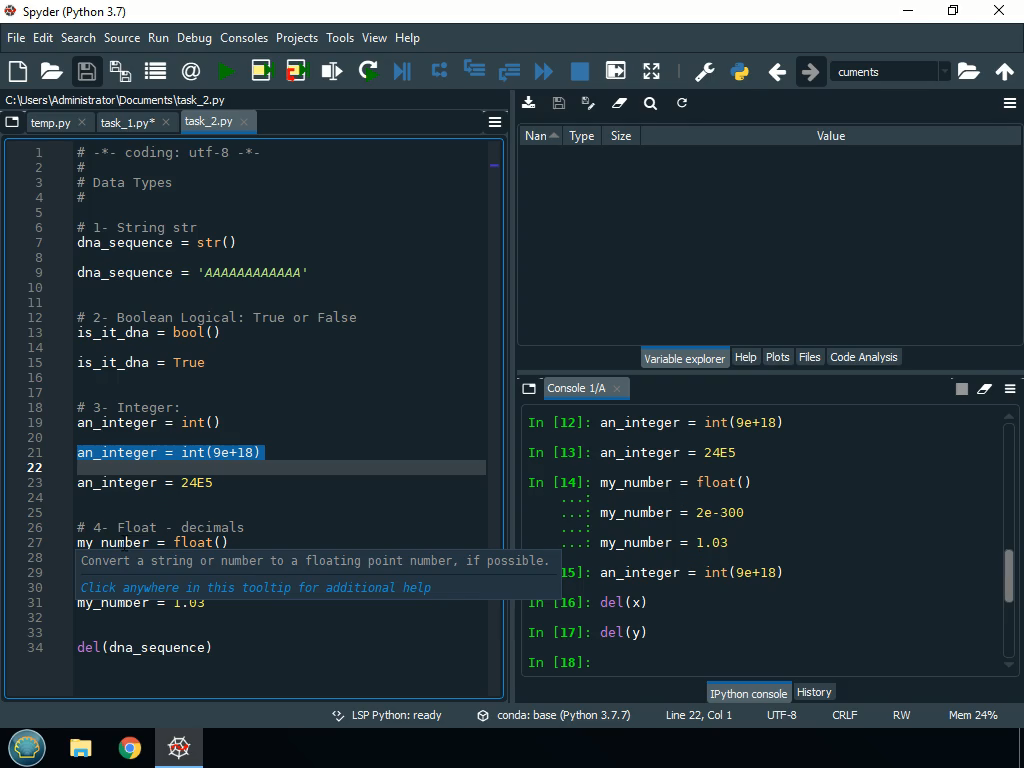 Spyder (Python 3.7)
File Edit Search Source Run Debug Consoles Projects Tools View Help
cuments
C:\Users\Administrator\Documents\task_2.py
temp.py
task_1.py*
task_2.py
1 # -*- coding: utf-8 -*-
2 #
3 # Data Types
4 #
5
6 # 1- String str
7 dna_sequence = str()
8
9 dna_sequence = 'AAAAAAAAAAAA'
10
11
12 # 2- Boolean Logical: True or False
13 is_it_dna = bool()
14
15 is_it_dna = True
16
17
18 # 3- Integer:
19 an_integer = int()
20
21 an_integer = int(9e+18)
22
23 an_integer = 24E5
24
25
26 # 4- Float - decimals
27 my_number = float()
28
Convert a string or number to a floating point number, if possible.
29
30
Click anywhere in this tooltip for additional help
31 my_number = 1.03
32
33
34 del(dna_sequence)
Nan Type Size Value
Variable explorer Help Plots Files Code Analysis
Console 1/A
In [12]: an_integer = int(9e+18)
In [13]: an_integer = 24E5
In [14]: my_number = float()
...:
...: my_number = 2e-300
...:
...: my_number = 1.03
15]: an_integer = int(9e+18)
In [16]: del(x)
In [17]: del(y)
In [18]:
IPython console History
LSP Python: ready conda: base (Python 3.7.7) Line 22, Col 1 UTF-8 CRLF RW Mem 24%